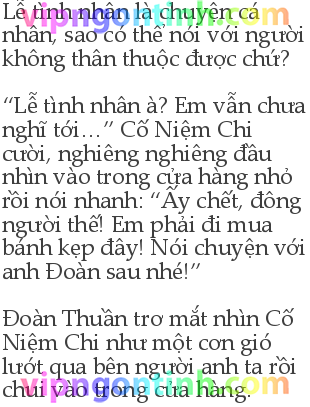 Lễ tình nhân là chuyện cá
nhân, sao có thể nói với người
không thân thuộc được chứ?
“Lễ tình nhân à? Em vẫn chưa
nghĩ tới…” Cố Niệm Chi
cười, nghiêng nghiêng đầu
nhìn vào trong cửa hàng nhỏ
rồi nói nhanh: “Ấy chết, đông
người thế! Em phải đi mua
bánh kẹp đây! Nói chuyện với
anh Đoàn sau nhé!”
Đoàn Thuần trơ mắt nhìn Cố
Niệm Chi như một cơn gió
lướt qua bên người anh ta rồi
chui vào trong cửa hàng.
vipngontinh.com
vipngontinh.com